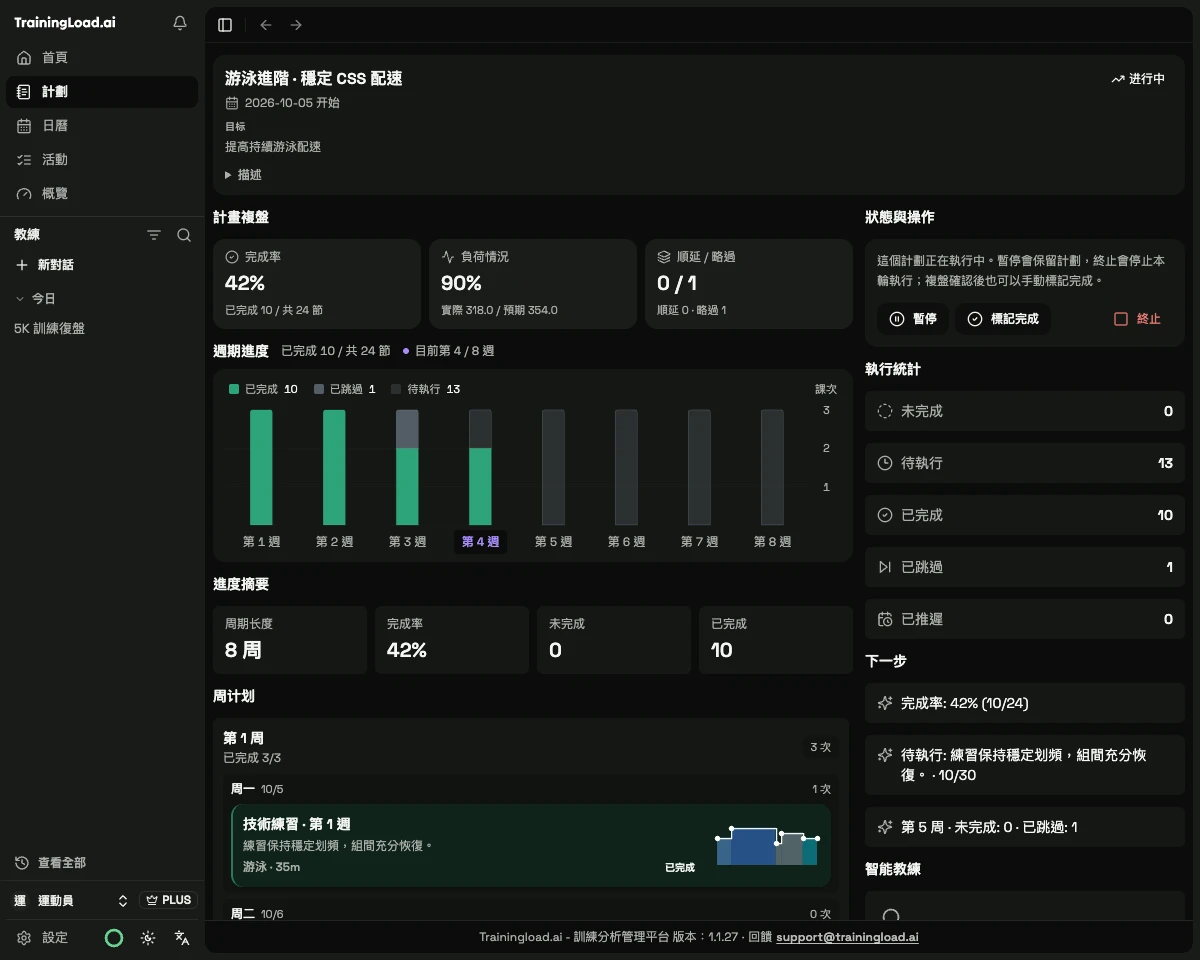 TrainingLoad.ai
首頁
計劃
日曆
活動
概覽
教練
新對話
今日
5K 訓練復盤
查看全部
運 運動員 PLUS
設定
游泳進階 · 穩定 CSS 配速
进行中
2026-10-05 开始
目标
提高持續游泳配速
描述
計畫複盤
完成率
42%
已完成 10 / 共 24 節
負荷情況
90%
實際 318.0 / 預期 354.0
順延 / 略過
0 / 1
順延 0 · 略過 1
週期進度 已完成 10 / 共 24 節 目前第 4 / 8 週
已完成 10 已跳過 1 待執行 13 課次
3
2
1
第 1 週 第 2 週 第 3 週 第 4 週 第 5 週 第 6 週 第 7 週 第 8 週
進度摘要
周期长度
8 周
完成率
42%
未完成
0
已完成
10
周计划
第 1 周
已完成 3/3
3 次
周一 10/5
1 次
技術練習 · 第 1 週
練習保持穩定划頻，組間充分恢復。
游泳 · 35m
已完成
周二 10/6
0 次
狀態與操作
這個計劃正在執行中。暫停會保留計劃，終止會停止本
輪執行；複盤確認後也可以手動標記完成。
暫停 標記完成 終止
執行統計
未完成 0
待執行 13
已完成 10
已跳過 1
已推遲 0
下一步
完成率: 42% (10/24)
待執行: 練習保持穩定划頻，組間充分恢
復。 · 10/30
第 5 周 · 未完成: 0 · 已跳過: 1
智能教練
Trainingload.ai - 訓練分析管理平台 版本：1.1.27 · 回饋 support@trainingload.ai